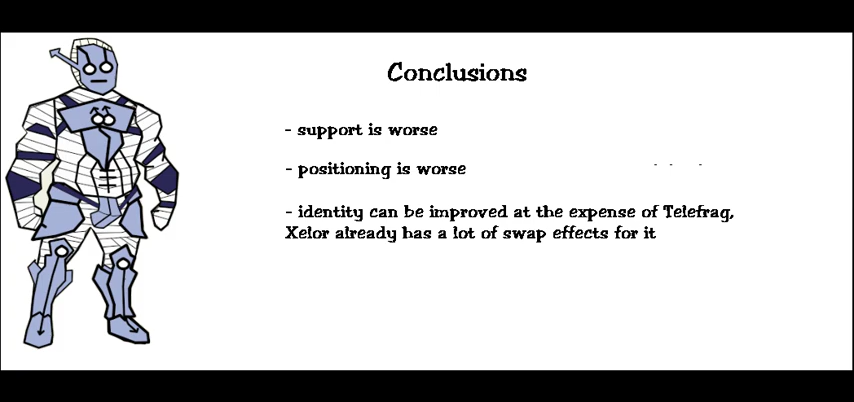 Conclusions
- support is worse
- positioning is worse
- identity can be improved at the expense of Telefrag,
Xelor already has a lot of swap effects for it